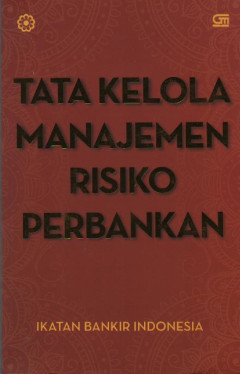 TATA KELOLA
MANAJEMEN
RISIKO
PERBANKAN
IKATAN BANKIR INDONESIA